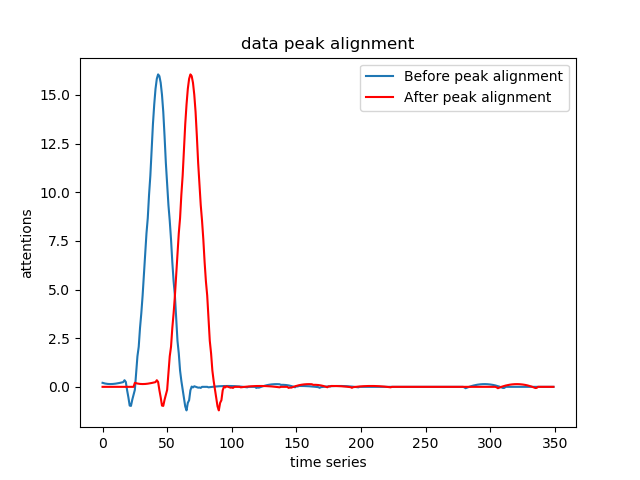 data peak alignment
Before peak alignment
After peak alignment
15.0
12.5
10.0
7.5
5.0
2.5
0.0
attentions
0 50 100 150 200 250 300 350
time series